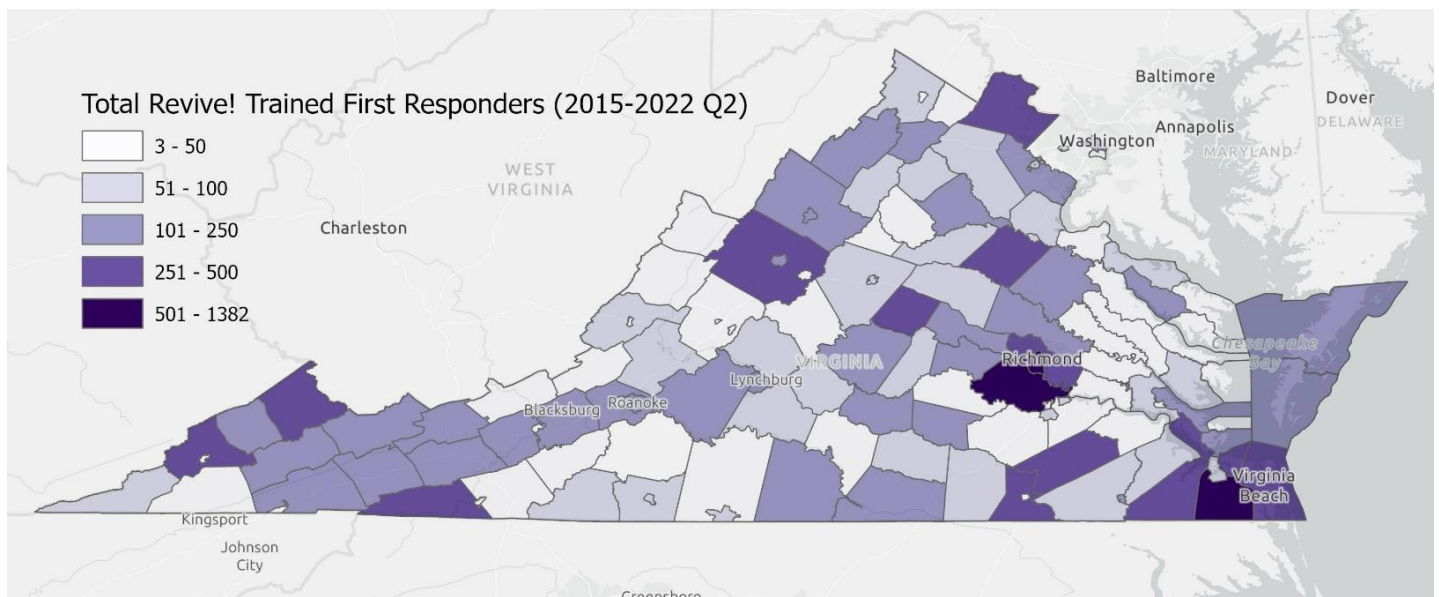 Total Revive! Trained First Responders (2015-2022 Q2)
3 - 50
51 - 100
101 - 250
251 - 500
501 - 1382
Baltimore
Dover
Annapolis
DELAWARE
Washington
MARYLAND
WEST
VIRGINIA
Charleston
Chesapeake
Bay
Richmond
VIRGINIA
Lynchburg
Roanoke
Blacksburg
Virginia
Beach
Kingsport
Johnson
City
Greensboro